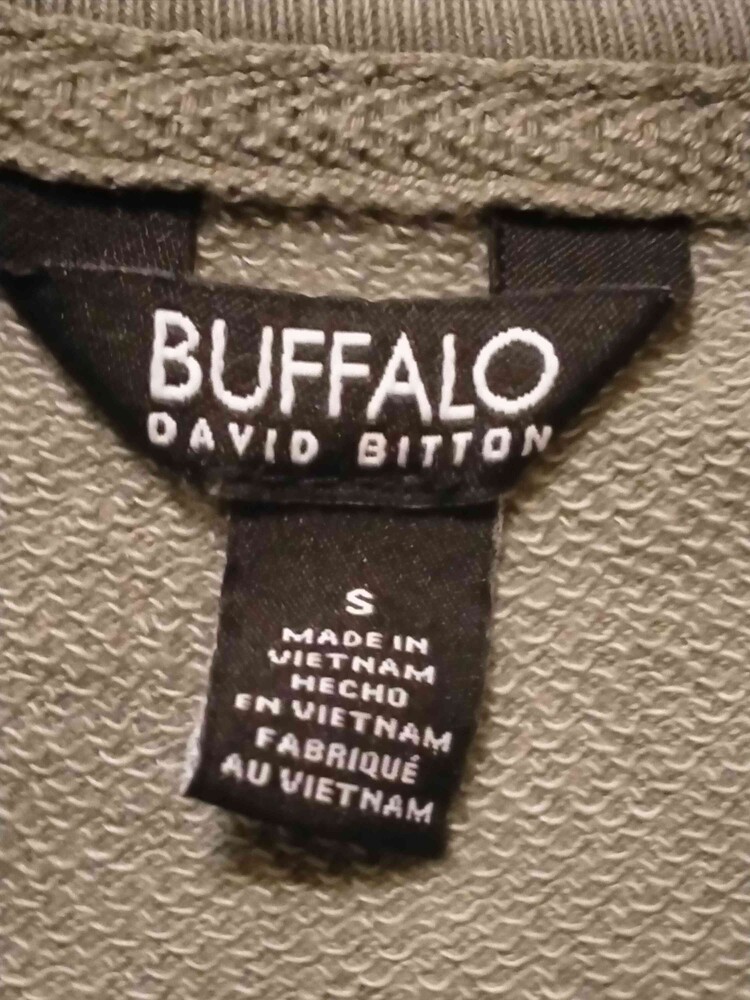 BUFFALO
DAVID BITTON
S
MADE IN
VIETNAM
HECHO
EN VIETNAM
FABRIQUÉ
AU VIETNAM